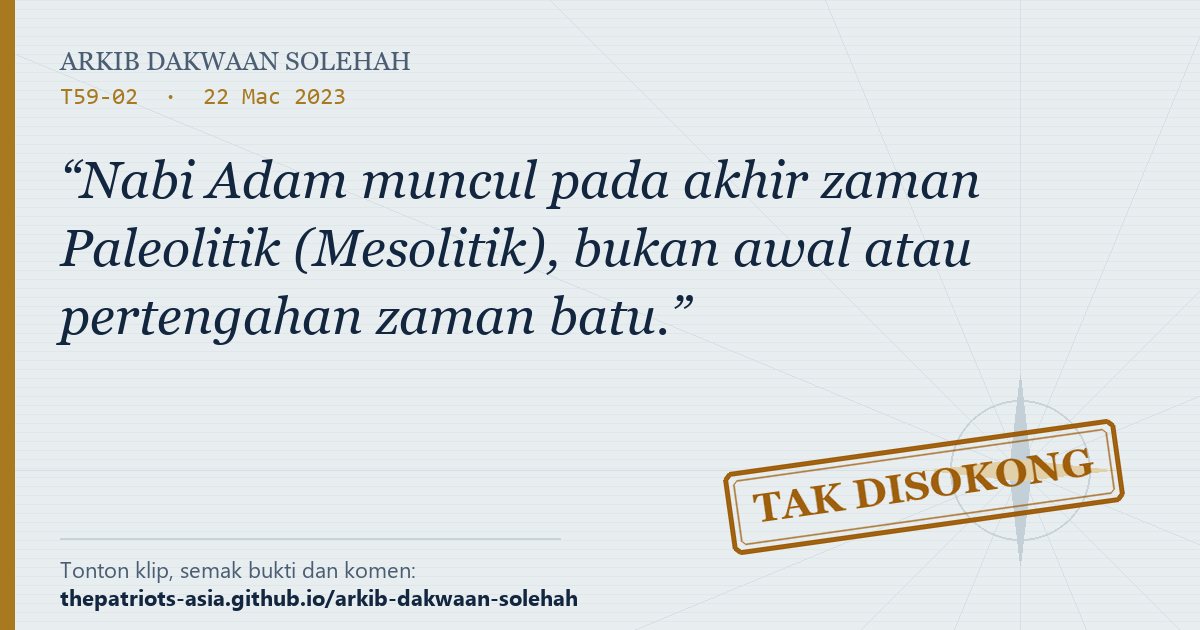 ARKIB DAKWAAN SOLEHAH
T59-02 · 22 Mac 2023
“Nabi Adam muncul pada akhir zaman
Paleolitik (Mesolitik), bukan awal atau
pertengahan zaman batu.”
TAK DISOKONG
Tonton klip, semak bukti dan komen:
thepatriots-asia.github.io/arkib-dakwaan-solehah